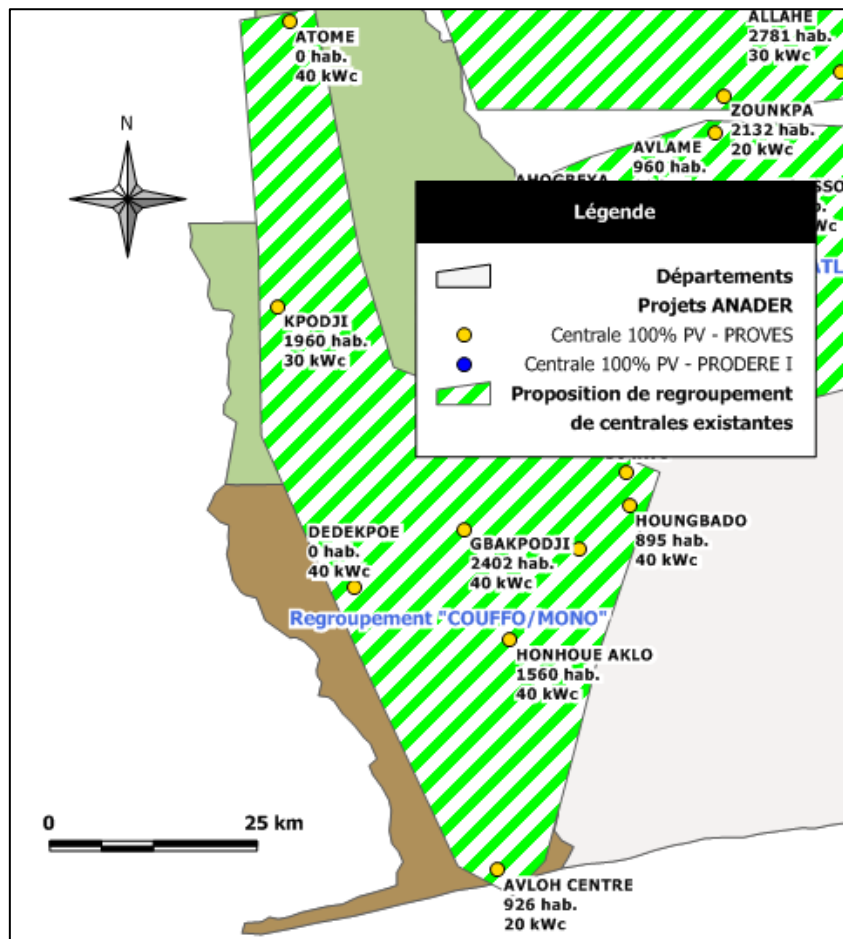 ATOME
0 hab.
40 kWc
ALLAHE
2781 hab.
30 kWc
ZOUNKPA
2132 hab.
20 kWc
AVLAME
960 hab.
N
Légende
Départements
Projets ANADER
Centrale 100% PV - PROVES
Centrale 100% PV - PRODERE I
Proposition de regroupement
de centrales existantes
KPODJI
1960 hab.
30 kWc
HOUNGBADO
895 hab.
40 kWc
DEDEKPOE
0 hab.
40 kWc
GBAKPODJI
2402 hab.
40 kWc
Regroupement "COUFFO/MONO"
HONHOUE AKLO
1560 hab.
40 kWc
0 25 km
AVLOH CENTRE
926 hab.
20 kWc